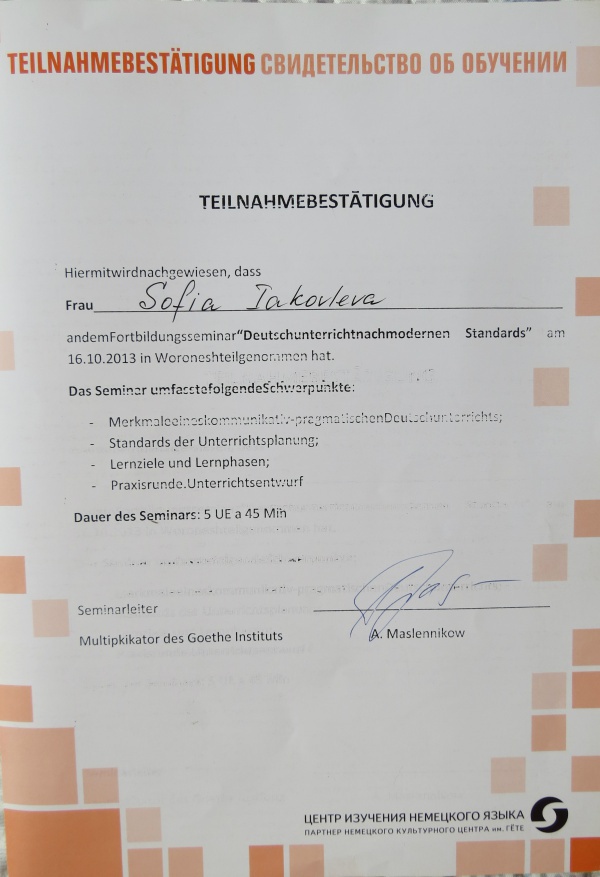 TEILNAHMEBESTÄTIGUNG СВИДЕТЕЛЬСТВО ОБ ОБУЧЕНИИ
TEILNAHMEBESTÄTIGUNG
Hiermitwirdnachgewiesen, dass
Frau Sofia Iakovleva
andemFortbildungsseminar“Deutschunterrichtnachmodernen Standards” am
16.10.2013 in Woroneshteilgenommen hat.
Das Seminar umfasstefolgendeSchwerpunkte:
- Merkmaleeineskommunikativ-pragmatischenDeutschunterrichts;
- Standards der Unterrichtsplanung;
- Lernziele und Lernphasen;
- Praxisrunde.Unterrichtsentwurf
Dauer des Seminars: 5 UE a 45 Min
Seminarleiter
Multipkikator des Goethe Instituts A. Maslennikow
ЦЕНТР ИЗУЧЕНИЯ НЕМЕЦКОГО ЯЗЫКА
ПАРТНЕР НЕМЕЦКОГО КУЛЬТУРНОГО ЦЕНТРА им. ГЁТЕ